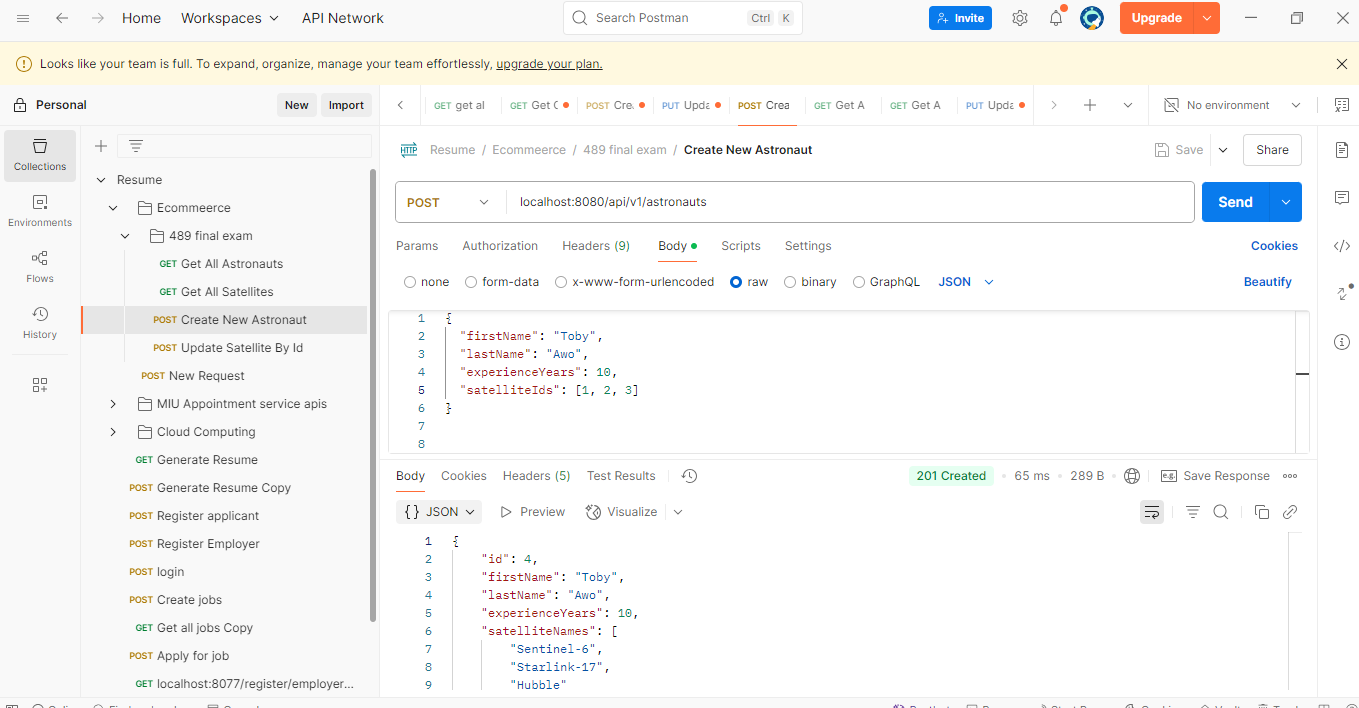 Home Workspaces API Network Search Postman Ctrl K Invite Upgrade
Looks like your team is full. To expand, organize, manage your team effortlessly, upgrade your plan.
Personal New Import
GET get al GET Get PUT Upda POST Crea GET Get A GET Get A PUT Upda No environment
Collections
Environments
Flows
History
Resume
Ecommeerce
489 final exam
GET Get All Astronauts
GET Get All Satellites
POST Create New Astronaut
POST Update Satellite By Id
POST New Request
MIU Appointment service apis
Cloud Computing
GET Generate Resume
POST Generate Resume Copy
POST Register applicant
POST Register Employer
POST login
POST Create jobs
GET Get all jobs Copy
POST Apply for job
GET localhost:8077/register/employer...
HTTP Resume / Ecommeerce / 489 final exam / Create New Astronaut Save Share
POST localhost:8080/api/v1/astronauts Send
Params Authorization Headers (9) Body Scripts Settings Cookies
none form-data x-www-form-urlencoded raw binary GraphQL JSON Beautify
1 {
2 "firstName": "Toby",
3 "lastName": "Awo",
4 "experienceYears": 10,
5 "satelliteIds": [1, 2, 3]
6 }
7
8
Body Cookies Headers (5) Test Results 201 Created 65 ms 289 B e.g. Save Response
{} JSON Preview Visualize
1 {
2 "id": 4,
3 "firstName": "Toby",
4 "lastName": "Awo",
5 "experienceYears": 10,
6 "satelliteNames": [
7 "Sentinel-6",
8 "Starlink-17",
9 "Hubble"